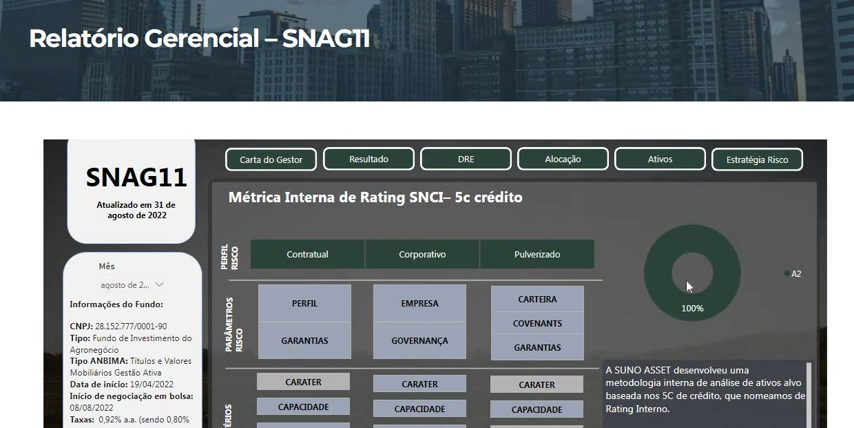 Relatório Gerencial – SNAG11
SNAG11
Atualizado em 31 de
agosto de 2022
Mês
agosto de 2...
Informações do Fundo:
CNPJ: 28.152.777/0001-90
Tipo: Fundo de Investimento do
Agronegócio
Tipo ANBIMA: Títulos e Valores
Mobiliários Gestão Ativa
Data de início: 19/04/2022
Início de negociação em bolsa:
08/08/2022
Taxas: 0,92% a.a. (sendo 0,80%
Carta do Gestor
Resultado
DRE
Alocação
Ativos
Estratégia Risco
Métrica Interna de Rating SNCI– 5c crédito
PERFIL
RISCO
Contratual
Corporativo
Pulverizado
PARÂMETROS
RISCO
PERFIL
EMPRESA
CARTEIRA
COVENANTS
GARANTIAS
GOVERNANÇA
GARANTIAS
CARATER
CARATER
CARATER
CAPACIDADE
CAPACIDADE
CAPACIDADE
A2
100%
A SUNO ASSET desenvolveu uma
metodologia interna de análise de ativos alvo
baseada nos 5C de crédito, que nomeamos de
Rating Interno.